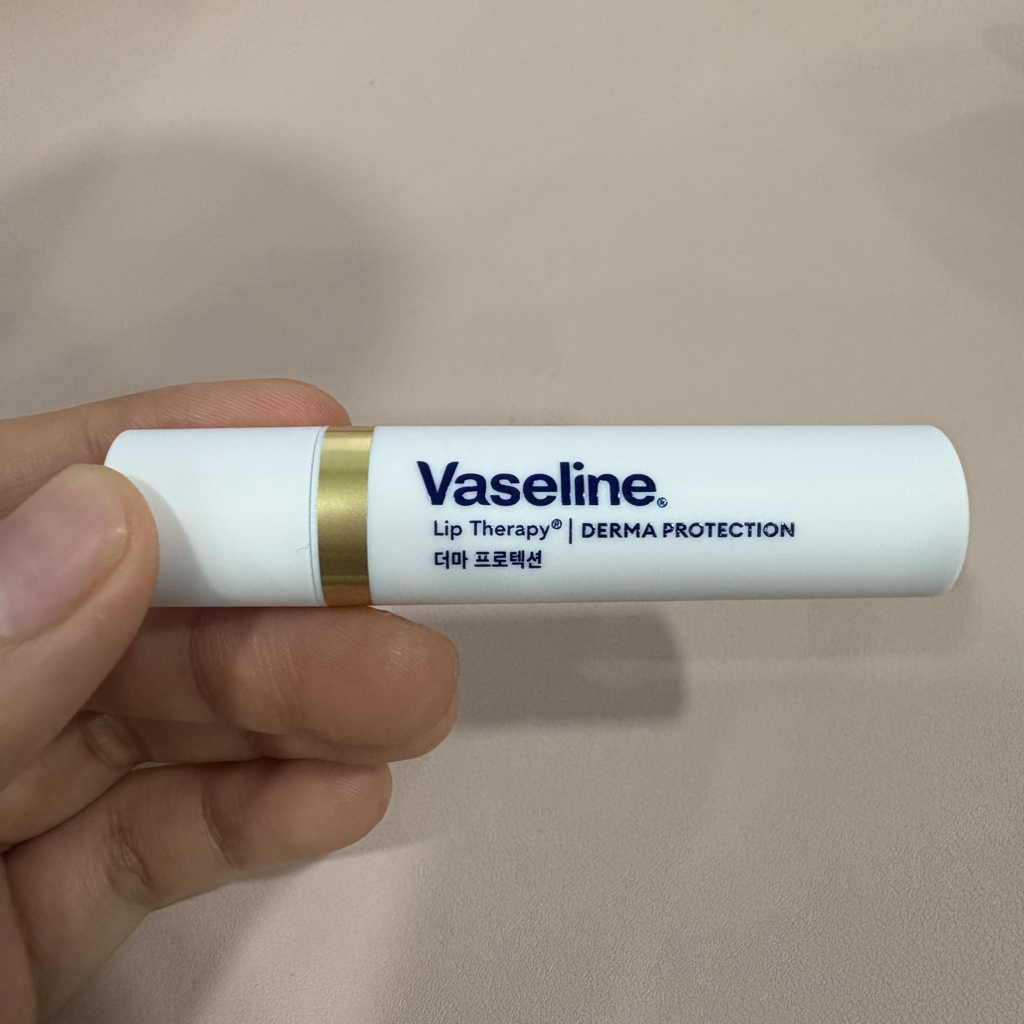 Vaseline®
Lip Therapy® | DERMA PROTECTION
더마 프로텍션